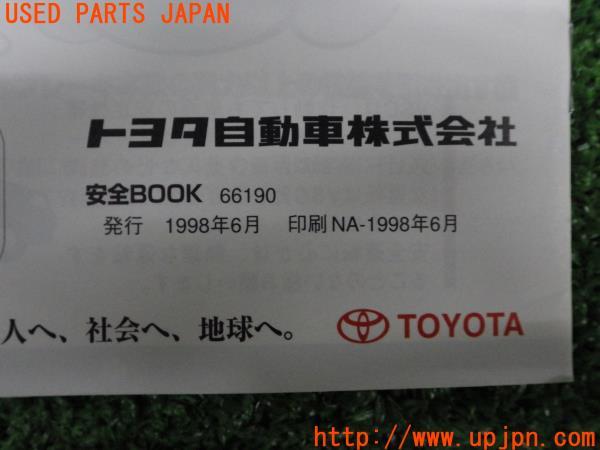 USED PARTS JAPAN
トヨタ自動車株式会社
安全BOOK 66190
発行 1998年6月 印刷 NA-1998年6月
人へ、社会へ、地球へ。 TOYOTA
http://www.upjpn.com/